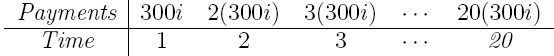 Payments 300i 2(300i) 3(300i) ⋯ 20(300i)
Time 1 2 3 ⋯ 20